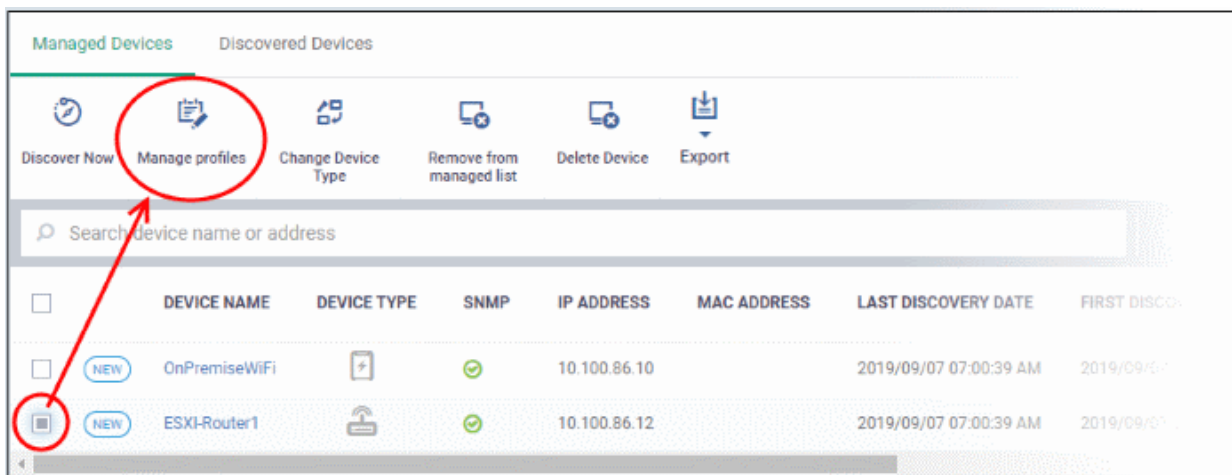 Managed Devices Discovered Devices
Discover Now Manage profiles Change Device Type Remove from managed list Delete Device Export
Search device name or address
DEVICE NAME DEVICE TYPE SNMP IP ADDRESS MAC ADDRESS LAST DISCOVERY DATE FIRST
NEW OnPremiseWiFi 10.100.86.10 2019/09/07 07:00:39 AM
NEW ESXI-Router1 10.100.86.12 2019/09/07 07:00:39 AM